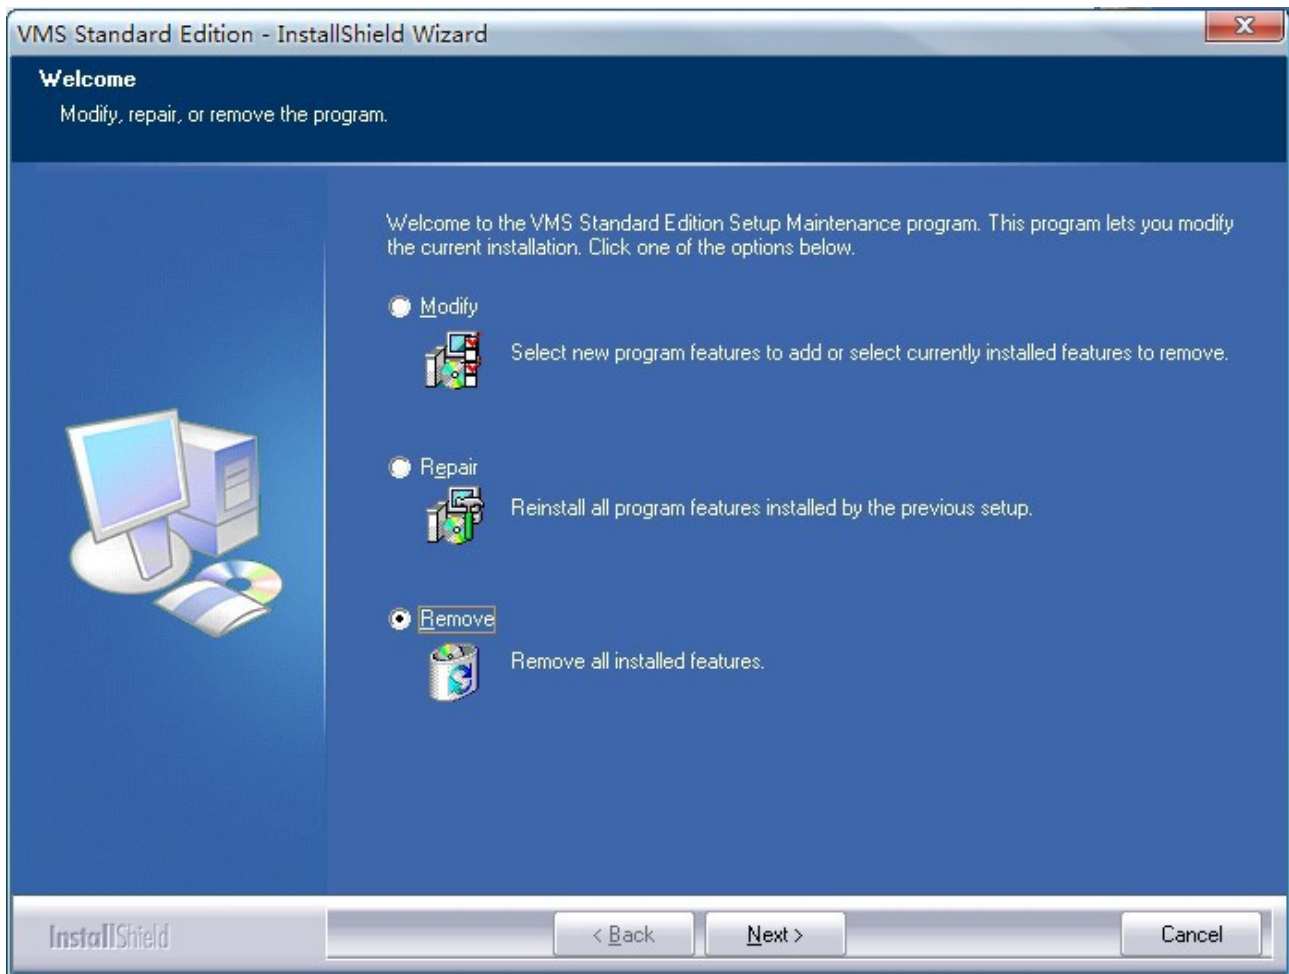 VMS Standard Edition - InstallShield Wizard
Welcome
Modify, repair, or remove the program.
Welcome to the VMS Standard Edition Setup Maintenance program. This program lets you modify
the current installation. Click one of the options below.
Modify
Select new program features to add or select currently installed features to remove.
Repair
Reinstall all program features installed by the previous setup.
Remove
Remove all installed features.
InstallShield
< Back
Next >
Cancel